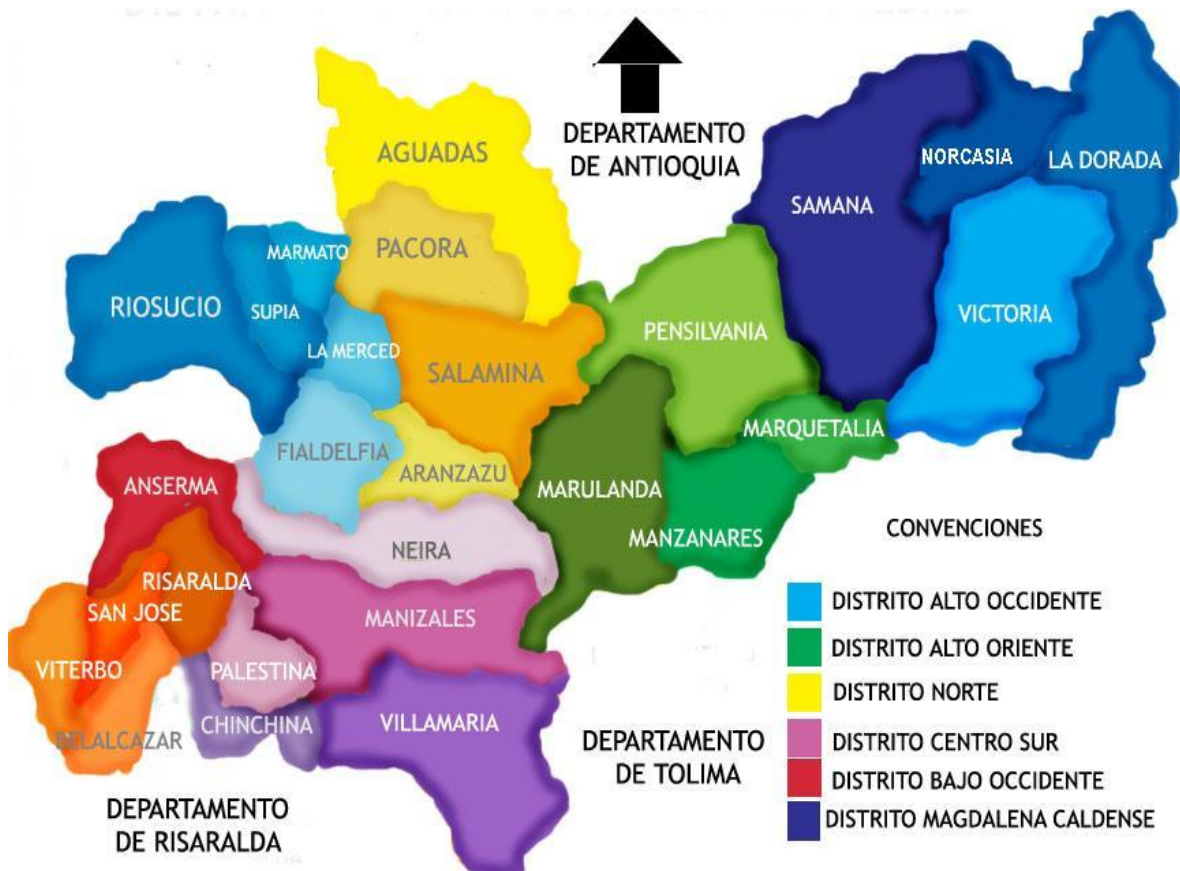 DEPARTAMENTO
DE ANTIOQUIA
AGUADAS
NORCASIA
LA DORADA
SAMANA
PACORA
MARMATO
RIOSUCIO
SUPIA
VICTORIA
PENSILVANIA
LA MERCED
SALAMINA
MARQUETALIA
FIALDELFIA
ARANZAZU
ANSERMA
MARULANDA
MANZANARES
NEIRA
RISARALDA
SAN JOSE
MANIZALES
VITERBO
PALESTINA
CHINCHINA
VILLAMARIA
BELALCAZAR
DEPARTAMENTO
DE TOLIMA
DEPARTAMENTO
DE RISARALDA
CONVENCIONES
DISTRITO ALTO OCCIDENTE
DISTRITO ALTO ORIENTE
DISTRITO NORTE
DISTRITO CENTRO SUR
DISTRITO BAJO OCCIDENTE
DISTRITO MAGDALENA CALDENSE